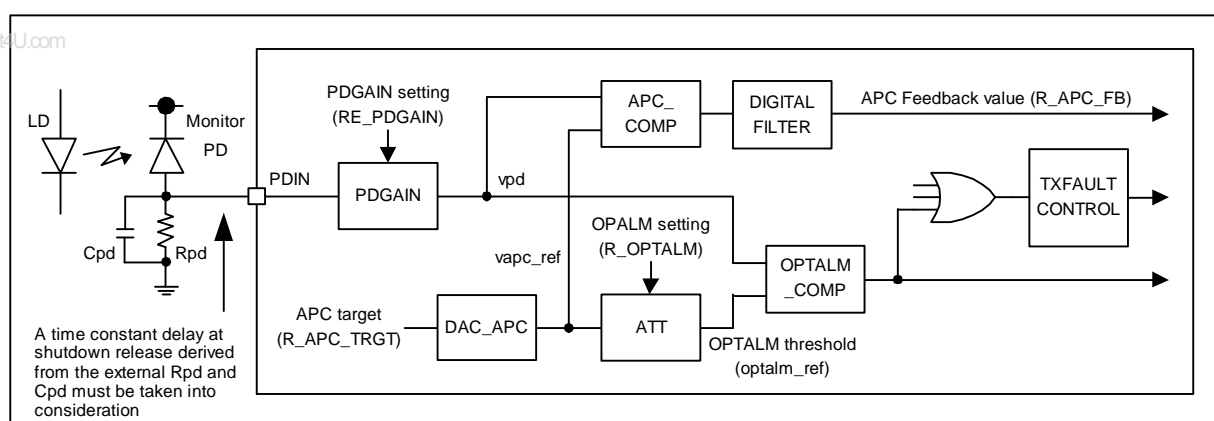 t4U.com
LD
Monitor
PD
Cpd
Rpd
A time constant delay at
shutdown release derived
from the external Rpd and
Cpd must be taken into
consideration
PDIN
PDGAIN setting
(RE_PDGAIN)
PDGAIN
vpd
vapc_ref
APC target
(R_APC_TRGT)
DAC_APC
OPALM setting
(R_OPTALM)
ATT
OPTALM threshold
(optalm_ref)
APC_
COMP
DIGITAL
FILTER
APC Feedback value (R_APC_FB)
OPTALM
_COMP
TXFAULT
CONTROL